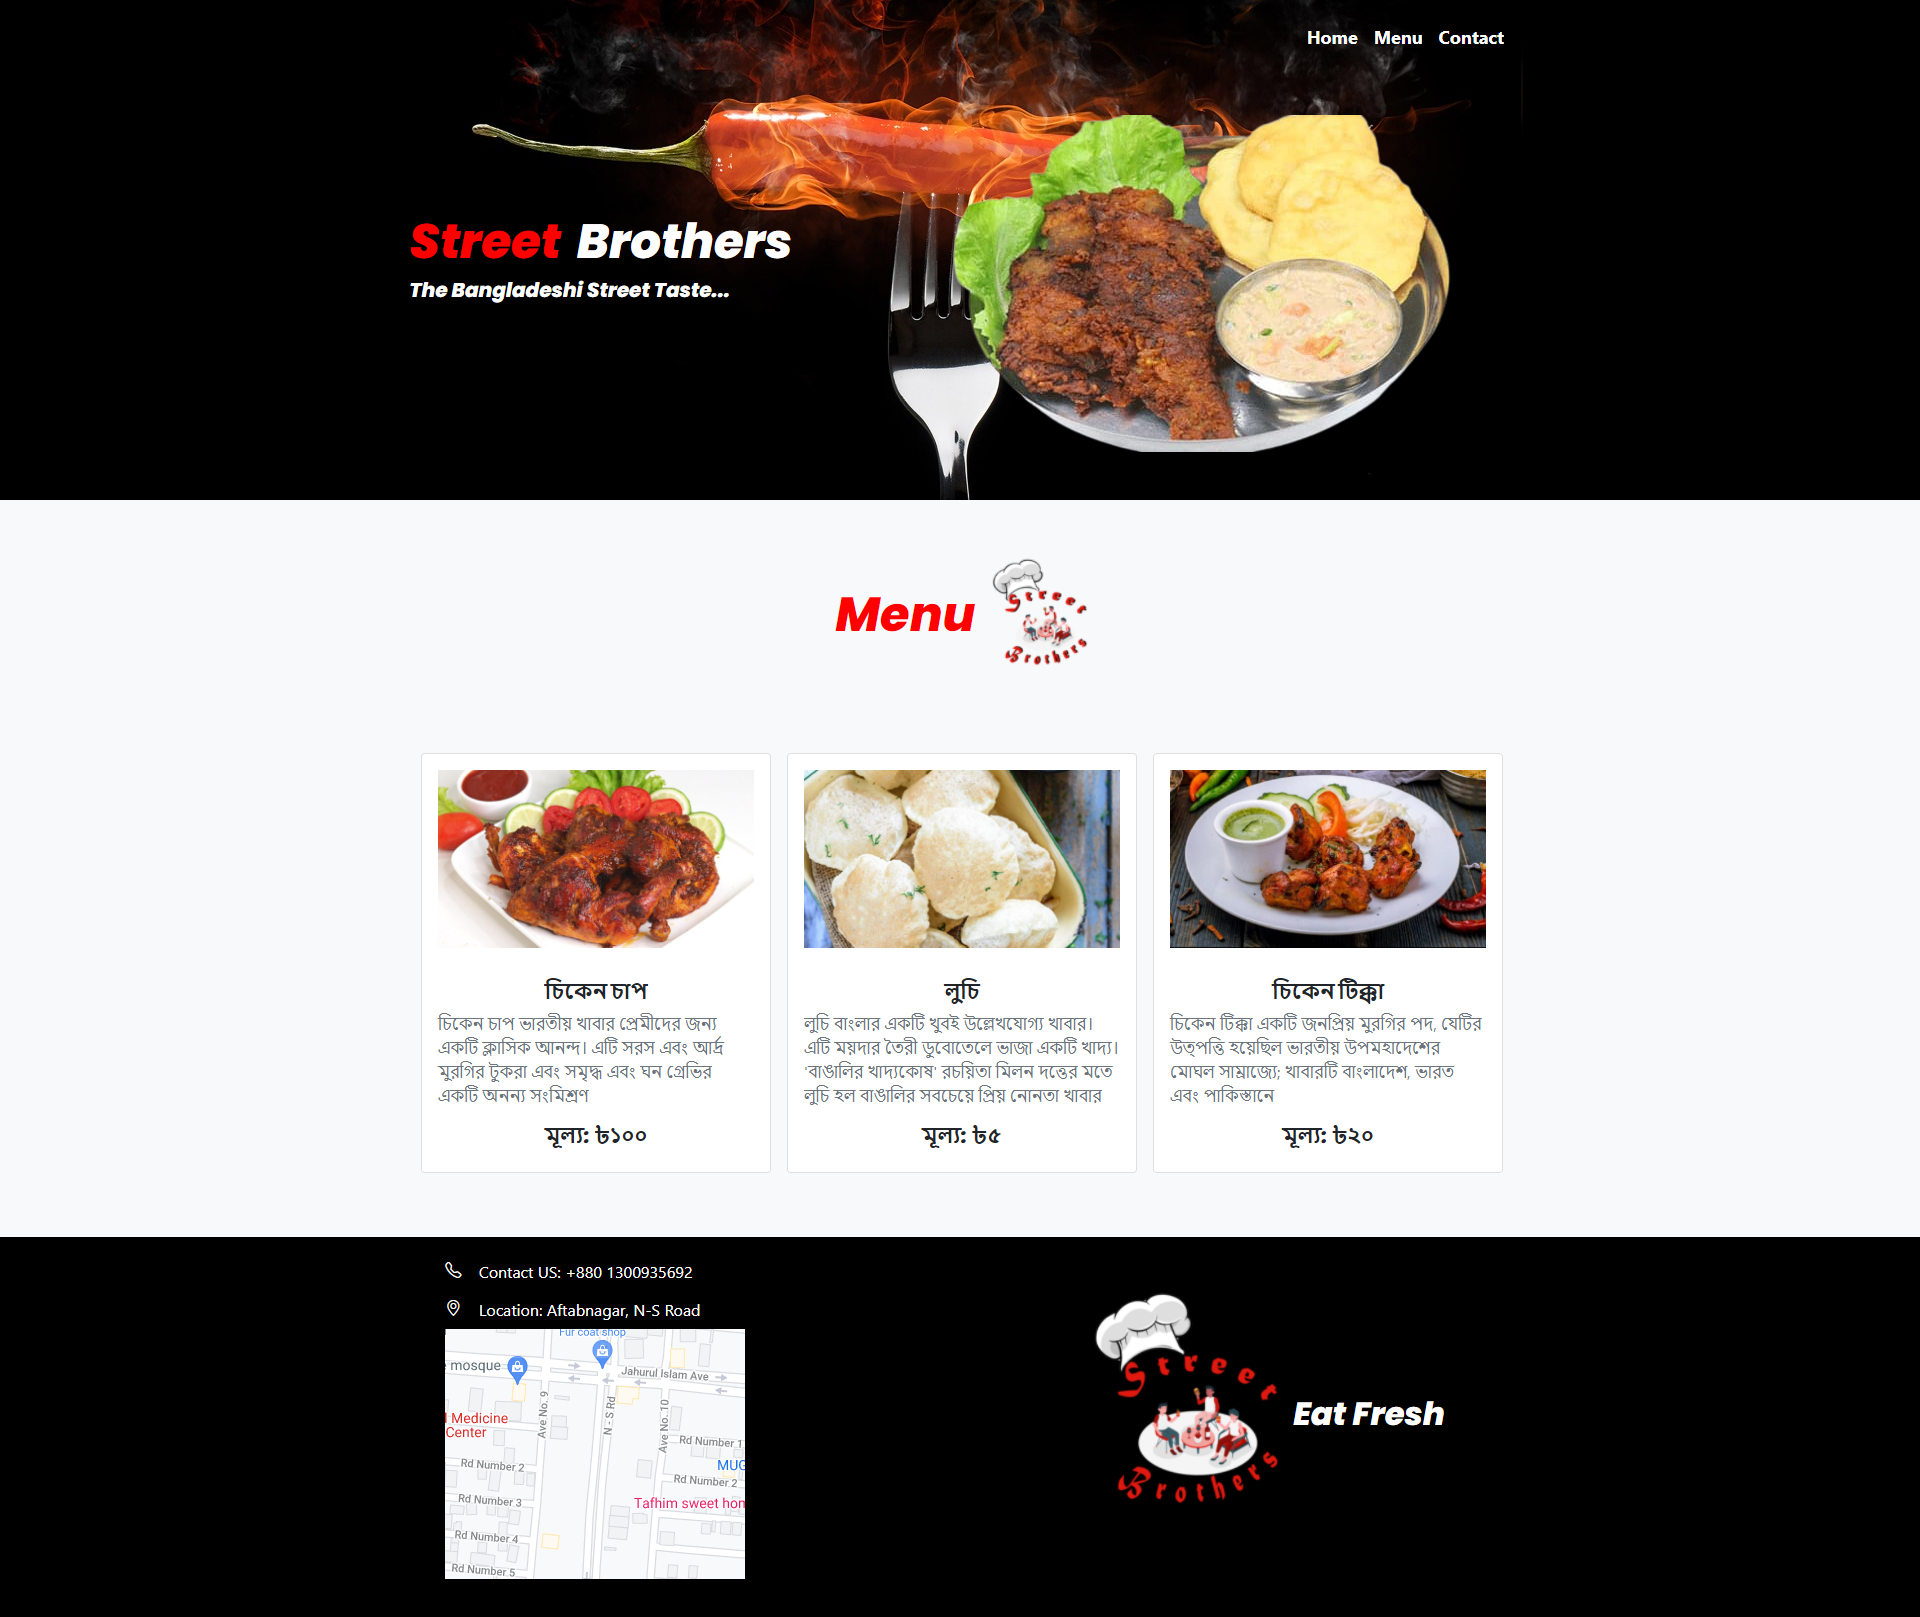 Home Menu Contact
Street Brothers
The Bangladeshi Street Taste...
Menu
Street
Brothers
চিকেন চাপ
চিকেন চাপ ভারতীয় খাবার প্রেমীদের জন্য
একটি ক্লাসিক আনন্দ। এটি সরস এবং আর্দ্র
মুরগির টুকরা এবং সমৃদ্ধ এবং ঘন গ্রেভির
একটি অনন্য সংমিশ্রণ
মূল্য: ৳১০০
লুচি
লুচি বাংলার একটি খুবই উল্লেখযোগ্য খাবার।
এটি ময়দার তৈরী ডুবোতেলে ভাজা একটি খাদ্য।
'বাঙালির খাদ্যকোষ' রচয়িতা মিলন দত্তের মতে
লুচি হল বাঙালির সবচেয়ে প্রিয় নোনতা খাবার
মূল্য: ৳৫
চিকেন টিক্কা
চিকেন টিক্কা একটি জনপ্রিয় মুরগির পদ, যেটির
উত্পত্তি হয়েছিল ভারতীয় উপমহাদেশের
মোঘল সাম্রাজ্যে; খাবারটি বাংলাদেশ, ভারত
এবং পাকিস্তানে
মূল্য: ৳২০
Contact US: +880 1300935692
Location: Aftabnagar, N-S Road
Fur coat shop
mosque
Jahurul Islam Ave
Ave No. 9
N - S Rd
Ave No. 10
Medicine
Center
Rd Number 1
MUG
Rd Number 2
Rd Number 2
Rd Number 3
Tafhim sweet hom
Rd Number 4
Rd Number 5
Street
Brothers
Eat Fresh